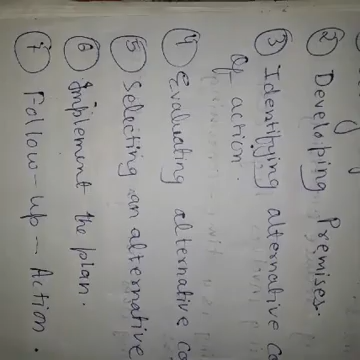 ② Developing Premises.
③ Identifying alternative co
of action.
④ Evaluating alternative co
⑤ Selecting an alternative
⑥ Implement the plan.
⑦ Follow-up - Action.